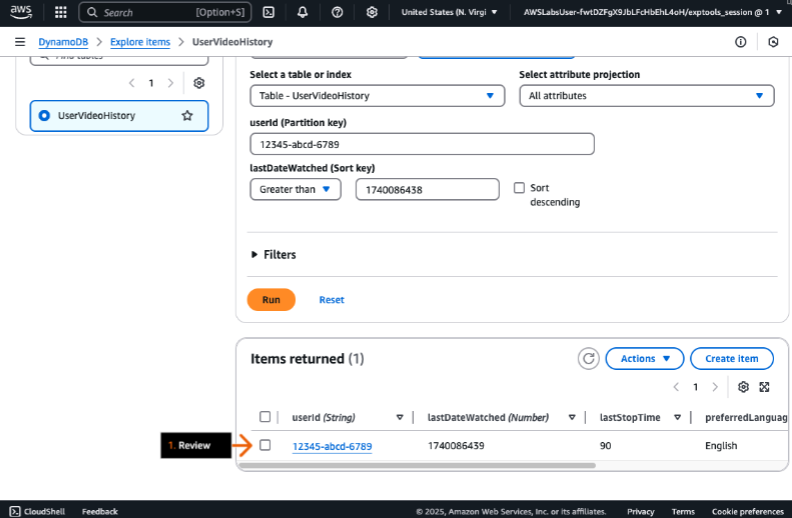 aws Search [Option+S] United States (N. Virgi AWSLabsUser-fwtDZFgX9JbLFcHbEhL4oH/exptools_session @ 1
DynamoDB > Explore items > UserVideoHistory
Find tables
1
UserVideoHistory
Select a table or index Select attribute projection
Table - UserVideoHistory All attributes
userId (Partition key)
12345-abcd-6789
lastDateWatched (Sort key)
Greater than 1740086438 Sort
descending
Filters
Run Reset
Items returned (1) Actions Create item
1
userId (String) lastDateWatched (Number) lastStopTime preferredLanguag
1. Review 12345-abcd-6789 1740086439 90 English
CloudShell Feedback © 2025, Amazon Web Services, Inc. or its affiliates. Privacy Terms Cookie preferences